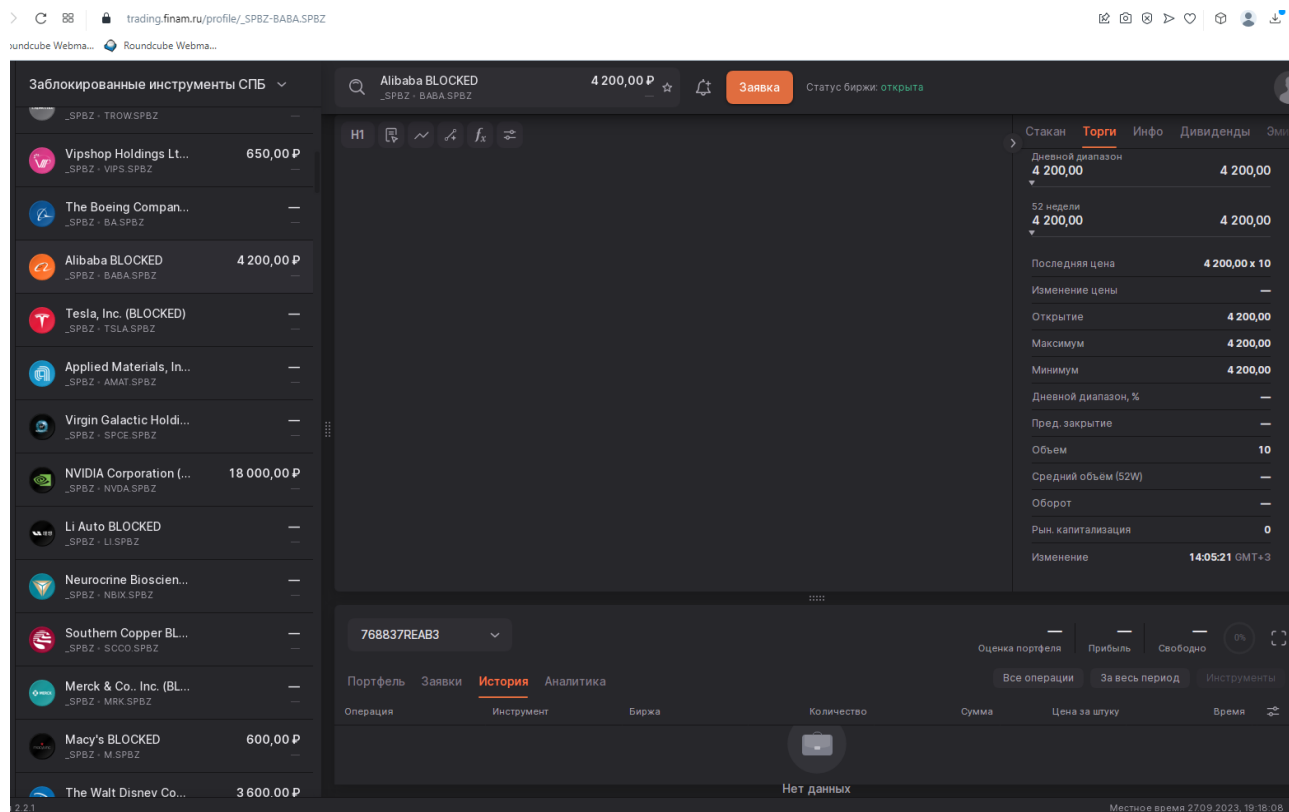 trading.finam.ru/profile/_SPBZ-BABA.SPBZ
oundcube Webma... Roundcube Webma...
Заблокированные инструменты СПБ
_SPBZ - TROW.SPBZ —
Vipshop Holdings Lt... 650,00 ₽
_SPBZ - VIPS.SPBZ —
The Boeing Compan... —
_SPBZ - BA.SPBZ —
Alibaba BLOCKED 4 200,00 ₽
_SPBZ - BABA.SPBZ —
Tesla, Inc. (BLOCKED) —
_SPBZ - TSLA.SPBZ —
Applied Materials, In... —
_SPBZ - AMAT.SPBZ —
Virgin Galactic Holdi... —
_SPBZ - SPCE.SPBZ —
NVIDIA Corporation (... 18 000,00 ₽
_SPBZ - NVDA.SPBZ —
Li Auto BLOCKED —
_SPBZ - LI.SPBZ —
Neurocrine Bioscien... —
_SPBZ - NBIX.SPBZ —
Southern Copper BL... —
_SPBZ - SCCO.SPBZ —
Merck & Co.. Inc. (BL... —
_SPBZ - MRK.SPBZ —
Macy's BLOCKED 600,00 ₽
_SPBZ - M.SPBZ —
The Walt Disney Co... 3 600,00 ₽
2.2.1
Alibaba BLOCKED 4 200,00 ₽
_SPBZ - BABA.SPBZ —
Заявка
Статус биржи: открыта
H1 fx
Стакан Торги Инфо Дивиденды Эми
Дневной диапазон
4 200,00 4 200,00
52 недели
4 200,00 4 200,00
Последняя цена 4 200,00 x 10
Изменение цены —
Открытие 4 200,00
Максимум 4 200,00
Минимум 4 200,00
Дневной диапазон, % —
Пред. закрытие —
Объем 10
Средний объём (52W) —
Оборот —
Рын. капитализация 0
Изменение 14:05:21 GMT+3
768837REAB3
— — — 0%
Оценка портфеля Прибыль Свободно
Портфель Заявки История Аналитика
Все операции За весь период Инструменты
Операция Инструмент Биржа Количество Сумма Цена за штуку Время
Нет данных
Местное время 27.09.2023, 19:18:08